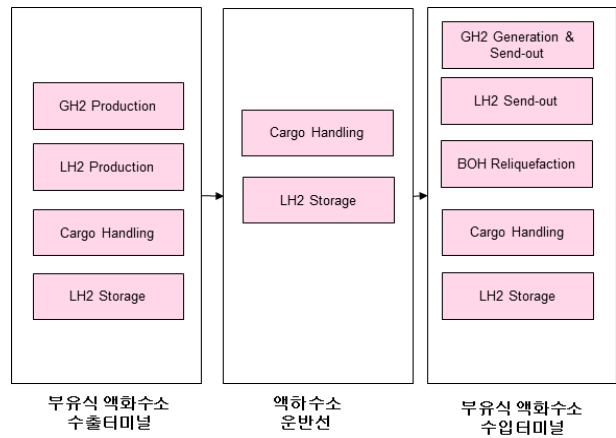 GH2 Production
LH2 Production
Cargo Handling
LH2 Storage
부유식 액화수소
수출터미널
Cargo Handling
LH2 Storage
액하수소
운반선
GH2 Generation &
Send-out
LH2 Send-out
BOH Reliquefaction
Cargo Handling
LH2 Storage
부유식 액화수소
수입터미널